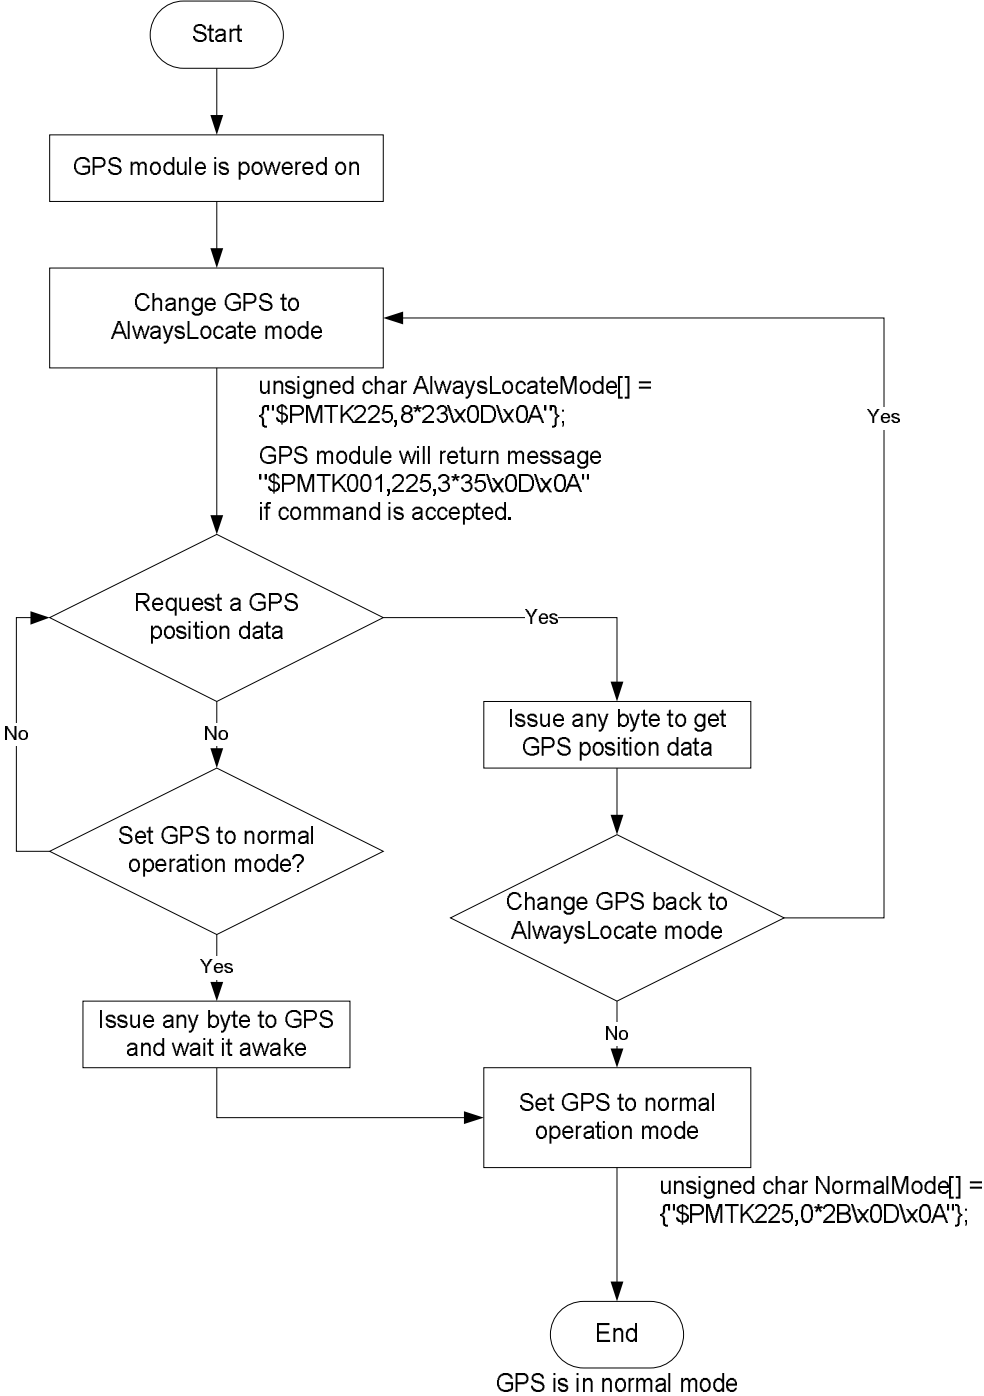 Start
GPS module is powered on
Change GPS to
AlwaysLocate mode
unsigned char AlwaysLocateMode[] =
{"$PMTK225,8*23\x0D\x0A"};
GPS module will return message
"$PMTK001,225,3*35\x0D\x0A"
if command is accepted.
Yes
Request a GPS
position data
Yes
No
No
Issue any byte to get
GPS position data
Set GPS to normal
operation mode?
Change GPS back to
AlwaysLocate mode
Yes
Issue any byte to GPS
and wait it awake
No
Set GPS to normal
operation mode
unsigned char NormalMode[] =
{"$PMTK225,0*2B\x0D\x0A"};
End
GPS is in normal mode